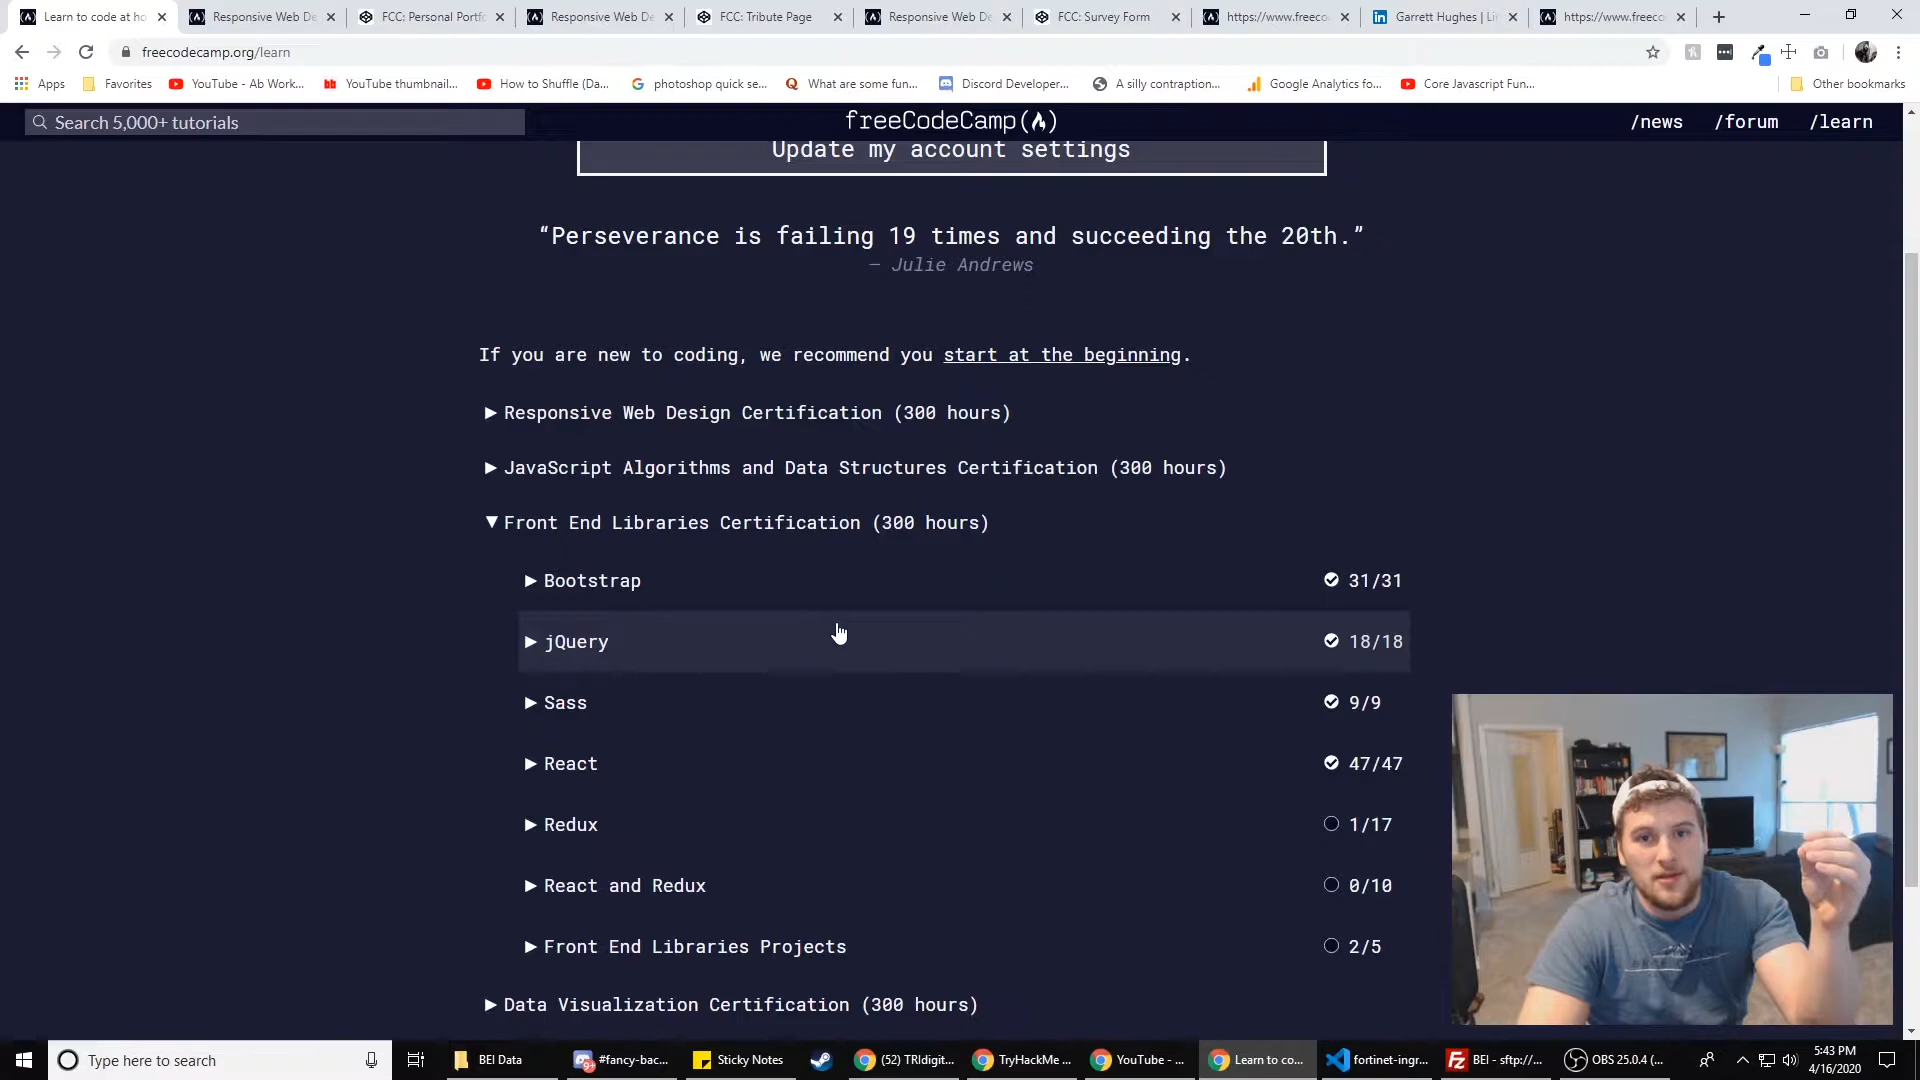 Learn to code at ho
Responsive Web De
FCC: Personal Portfo
Responsive Web De
FCC: Tribute Page
Responsive Web De
FCC: Survey Form
https://www.freeco
Garrett Hughes | Li
https://www.freeco
freecodecamp.org/learn
Apps
Favorites
YouTube - Ab Work...
YouTube thumbnail...
How to Shuffle (Da...
photoshop quick se...
What are some fun...
Discord Developer...
A silly contraption...
Google Analytics fo...
Core Javascript Fun...
Other bookmarks
Search 5,000+ tutorials
freeCodeCamp
/news
/forum
/learn
Update my account settings
“Perseverance is failing 19 times and succeeding the 20th.”
— Julie Andrews
If you are new to coding, we recommend you start at the beginning.
Responsive Web Design Certification (300 hours)
JavaScript Algorithms and Data Structures Certification (300 hours)
Front End Libraries Certification (300 hours)
Bootstrap 31/31
jQuery 18/18
Sass 9/9
React 47/47
Redux 1/17
React and Redux 0/10
Front End Libraries Projects 2/5
Data Visualization Certification (300 hours)
Type here to search
BEI Data
#fancy-bac...
Sticky Notes
(52) TRIdigit...
TryHackMe ...
YouTube - ...
Learn to co...
fortinet-ingr...
BEI - sftp://...
OBS 25.0.4 (...
5:43 PM
4/16/2020